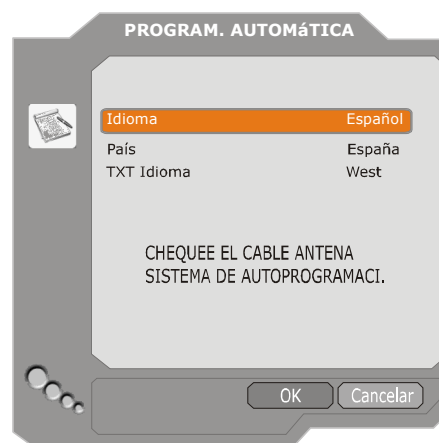 PROGRAM. AUTOMáTICA
Idioma Español
País España
TXT Idioma West
CHEQUEE EL CABLE ANTENA
SISTEMA DE AUTOPROGRAMACI.
OK Cancelar